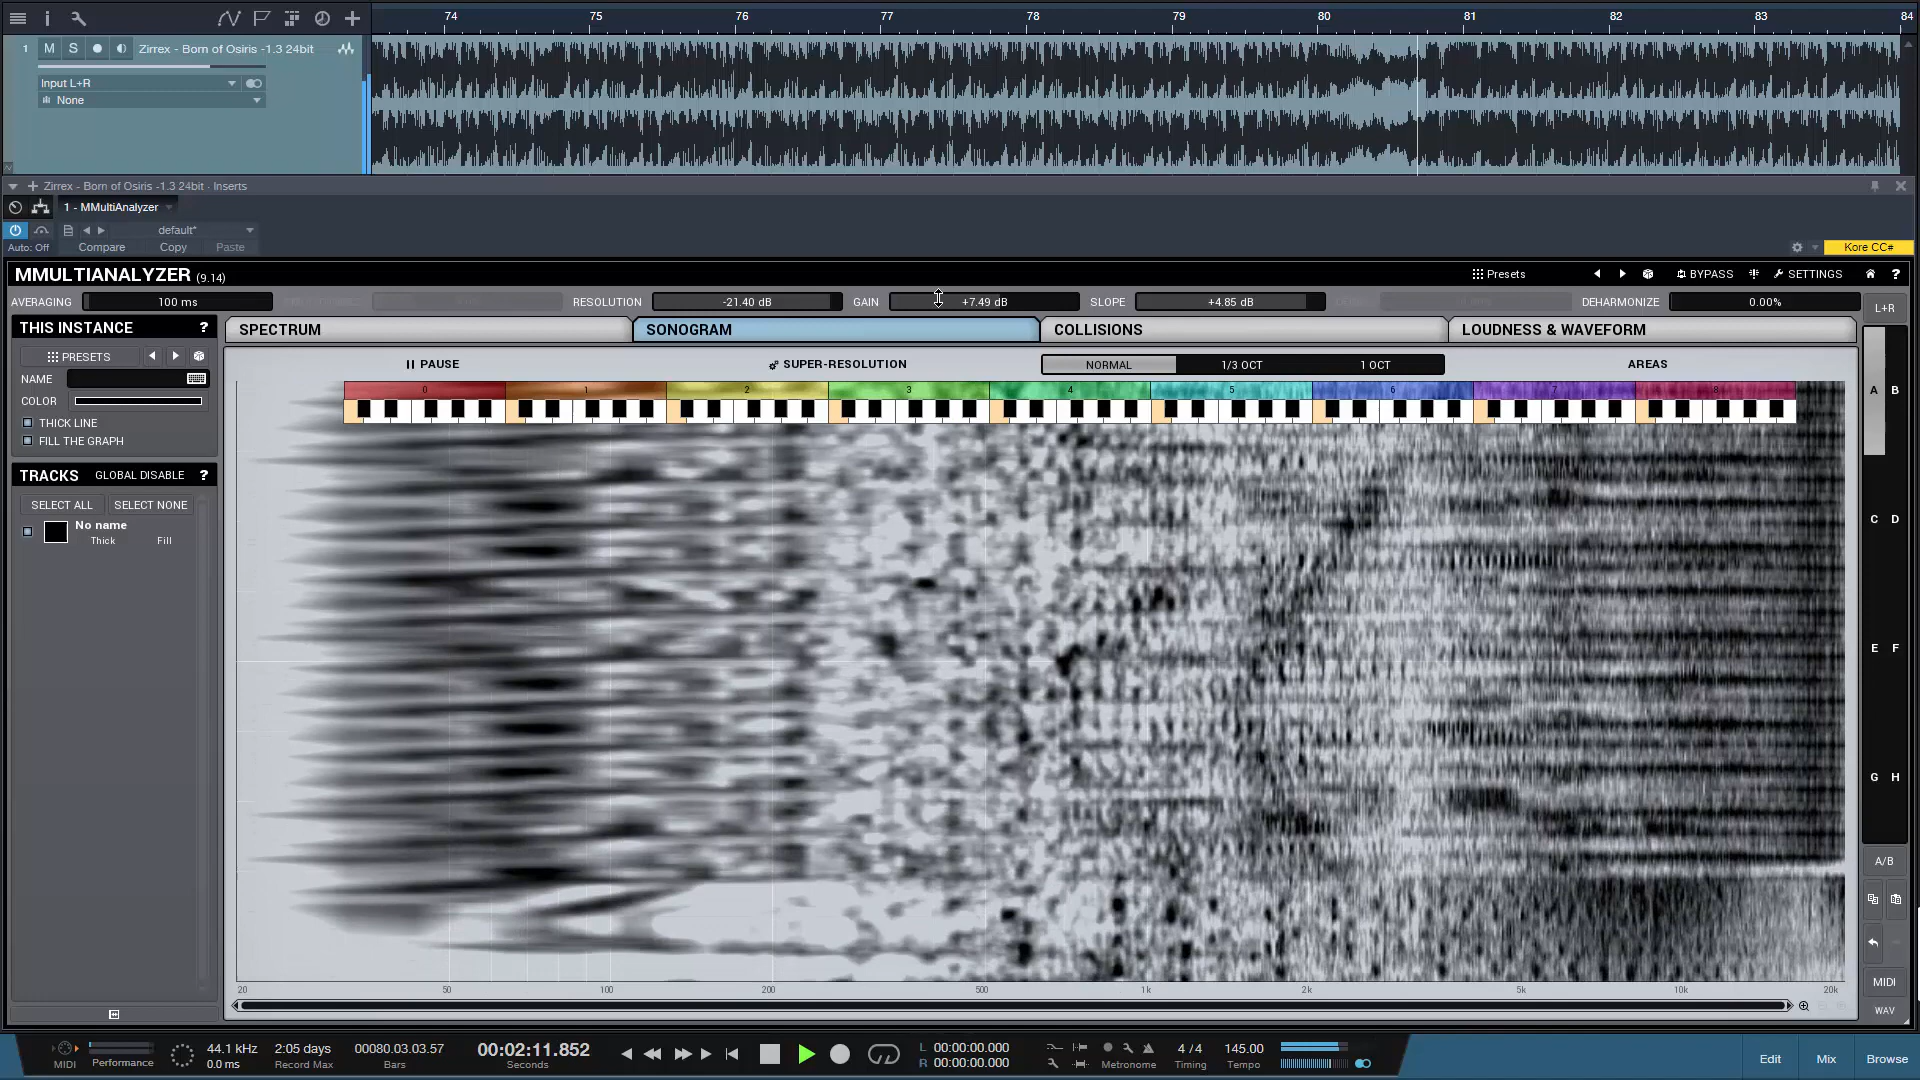 74 75 76 77 78 79 80 81 82 83 84
1 M S Zirrex - Born of Osiris -1.3 24bit
Input L+R
None
Zirrex - Born of Osiris -1.3 24bit - Inserts
1 - MMultiAnalyzer
default*
Auto: Off Compare Copy Paste
Kore CC#
MMULTIANALYZER (9.14) Presets BYPASS SETTINGS ?
AVERAGING 100 ms RESOLUTION -21.40 dB GAIN +7.49 dB SLOPE +4.85 dB DEHARMONIZE 0.00% L+R
THIS INSTANCE ? SPECTRUM SONOGRAM COLLISIONS LOUDNESS & WAVEFORM
PRESETS
PAUSE SUPER-RESOLUTION NORMAL 1/3 OCT 1 OCT AREAS
NAME
COLOR
THICK LINE
FILL THE GRAPH
0 1 2 3 4 5 6 7 8
A B
TRACKS GLOBAL DISABLE ?
SELECT ALL SELECT NONE
No name
Thick Fill
C D
E F
G H
A/B
MIDI
WAV
20 50 100 200 500 1k 2k 5k 10k 20k
MIDI Performance
44.1 kHz
0.0 ms
2:05 days
Record Max
00080.03.03.57
Bars
00:02:11.852
Seconds
L 00:00:00.000
R 00:00:00.000
Metronome
4 / 4
Timing
145.00
Tempo
Edit Mix Browse